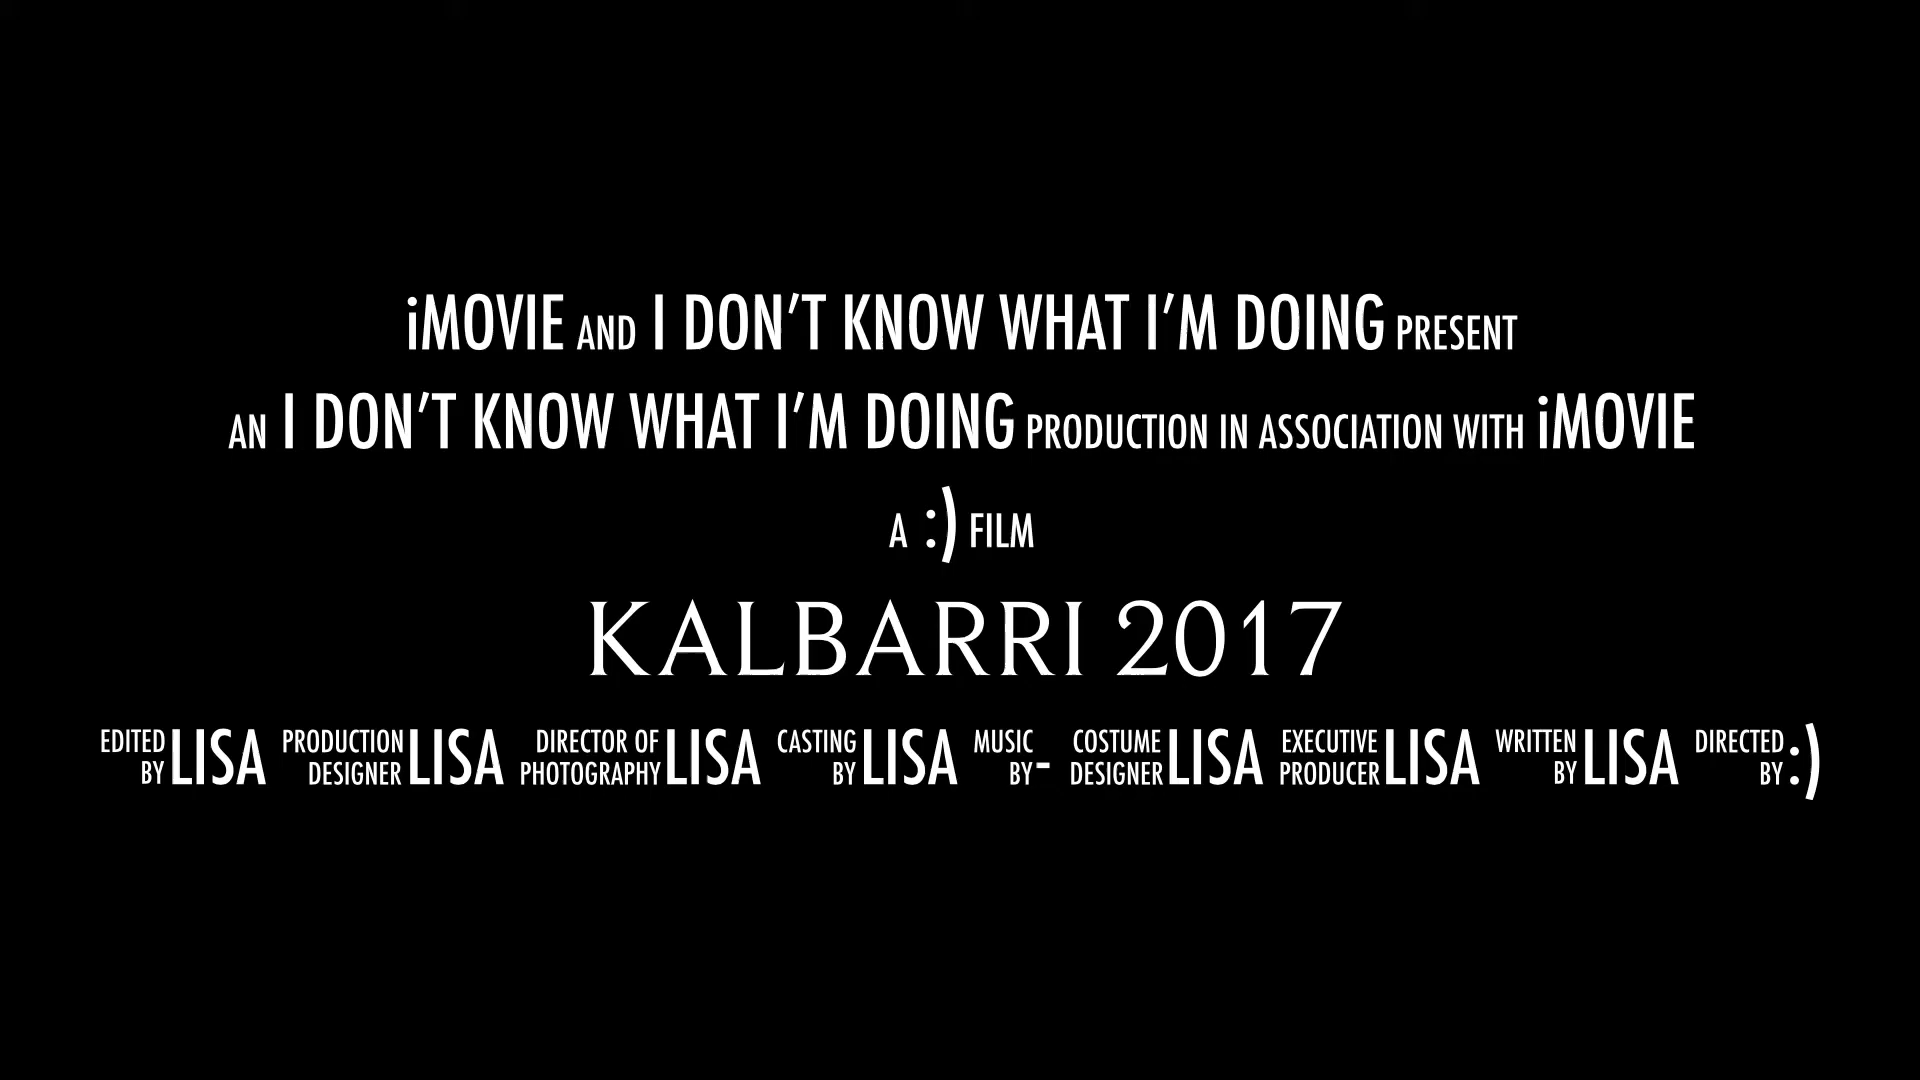 iMOVIE AND I DON'T KNOW WHAT I'M DOING PRESENT
AN I DON'T KNOW WHAT I'M DOING PRODUCTION IN ASSOCIATION WITH iMOVIE
A :) FILM
KALBARRI 2017
EDITED BY LISA PRODUCTION DESIGNER LISA DIRECTOR OF PHOTOGRAPHY LISA CASTING BY LISA MUSIC BY - COSTUME DESIGNER LISA EXECUTIVE PRODUCER LISA WRITTEN BY LISA DIRECTED BY :)